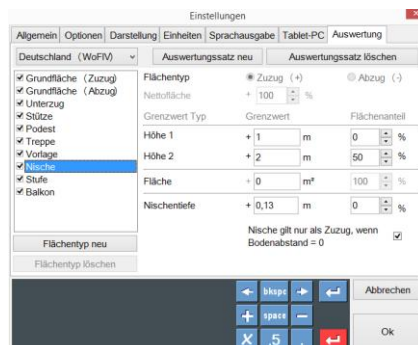 Einstellungen
Allgemein Optionen Darstellung Einheiten Sprachausgabe Tablet-PC Auswertung
Deutschland (WoFlV) Auswertungssatz neu Auswertungssatz löschen
Grundfläche (Zuzug)
Grundfläche (Abzug)
Unterzug
Stütze
Podest
Treppe
Vorlage
Nische
Stufe
Balkon
Flächentyp neu
Flächentyp löschen
Flächentyp Zuzug (+) Abzug (-)
Nettofläche + 100 %
Grenzwert Typ Grenzwert Flächenanteil
Höhe 1 + 1 m 0 %
Höhe 2 + 2 m 50 %
Fläche + 0 m² 100 %
Nischentiefe + 0,13 m 0 %
Nische gilt nur als Zuzug, wenn
Bodenabstand = 0
bkspc Abbrechen
+ space −
X .5 . Ok